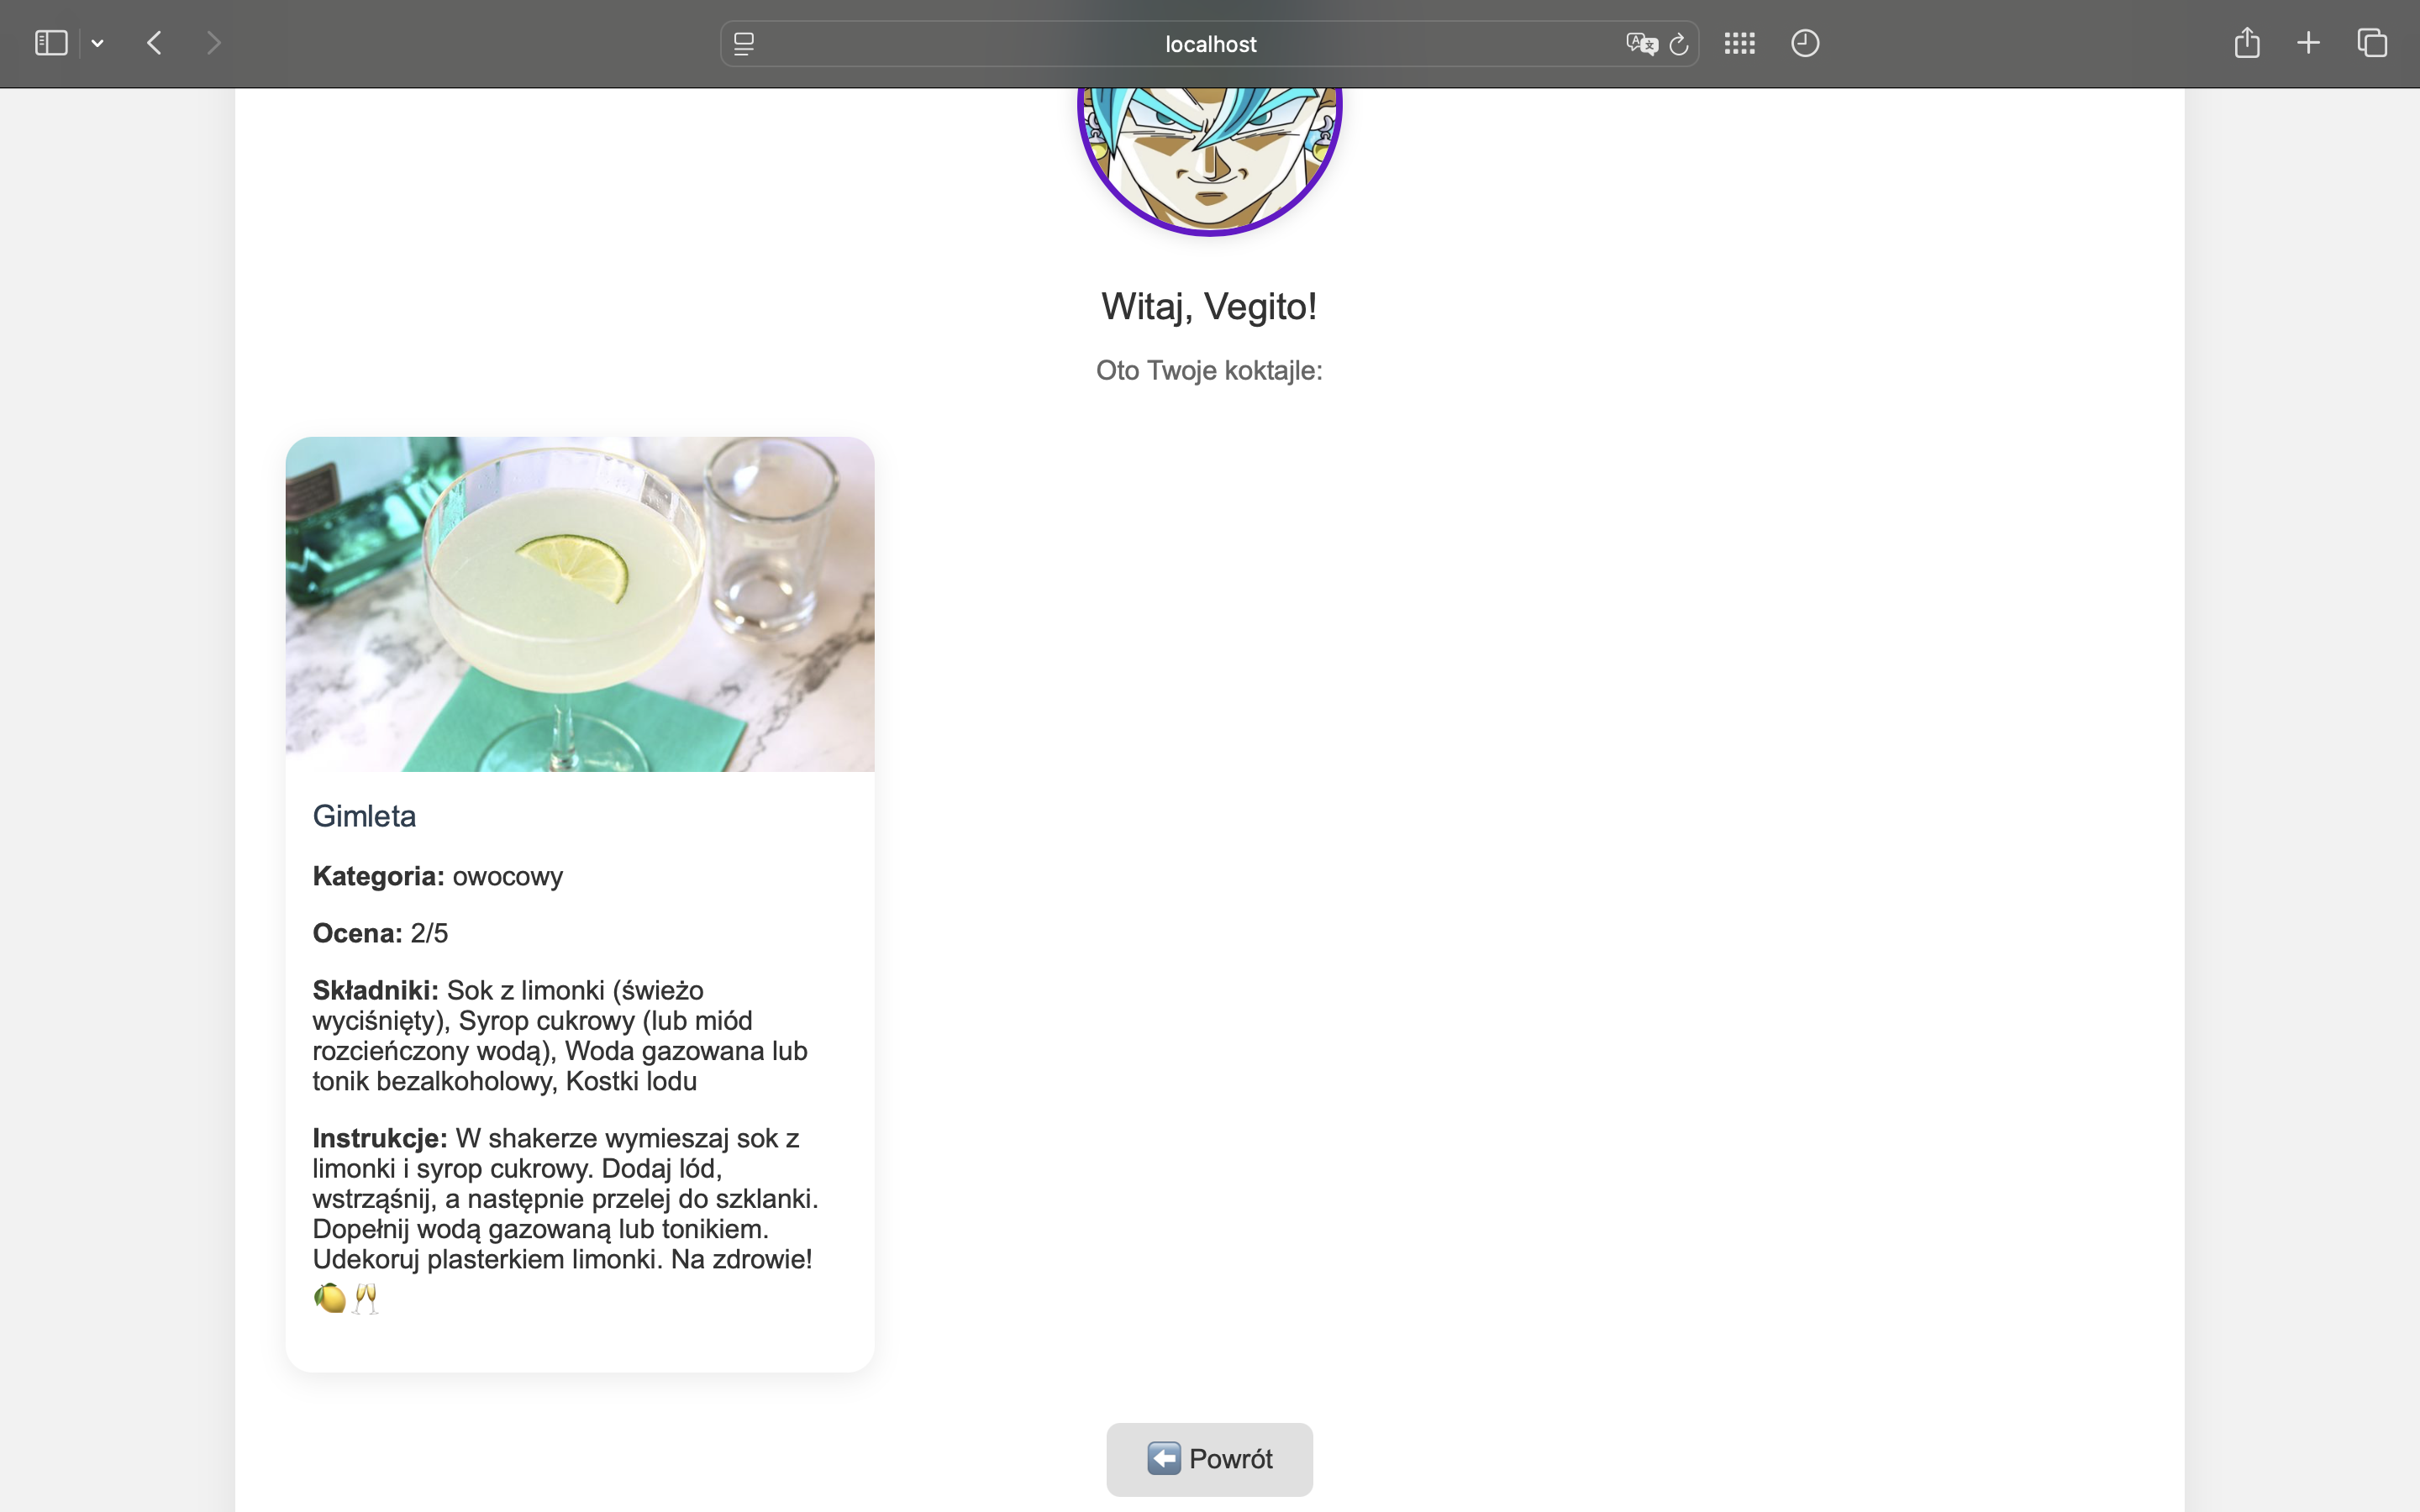 localhost
Witaj, Vegito!
Oto Twoje koktajle:
Gimleta
Kategoria: owocowy
Ocena: 2/5
Składniki: Sok z limonki (świeżo
wyciśnięty), Syrop cukrowy (lub miód
rozcieńczony wodą), Woda gazowana lub
tonik bezalkoholowy, Kostki lodu
Instrukcje: W shakerze wymieszaj sok z
limonki i syrop cukrowy. Dodaj lód,
wstrząśnij, a następnie przelej do szklanki.
Dopełnij wodą gazowaną lub tonikiem.
Udekoruj plasterkiem limonki. Na zdrowie!
🍋🥂
⬅️ Powrót